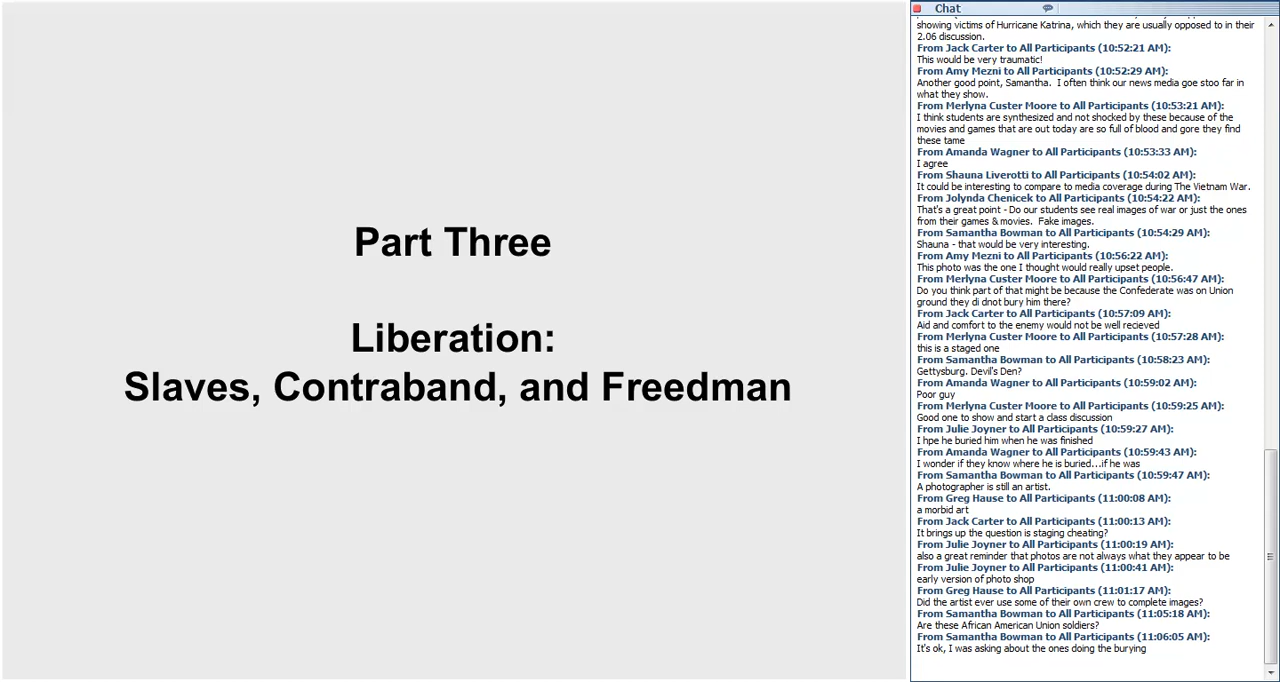 Part Three
Liberation:
Slaves, Contraband, and Freedman
Chat
showing victims of Hurricane Katrina, which they are usually opposed to in their
2.06 discussion.
From Jack Carter to All Participants (10:52:21 AM):
This would be very traumatic!
From Amy Mezni to All Participants (10:52:29 AM):
Another good point, Samantha. I often think our news media goe stoo far in
what they show.
From Merlyna Custer Moore to All Participants (10:53:21 AM):
I think students are synthesized and not shocked by these because of the
movies and games that are out today are so full of blood and gore they find
these tame
From Amanda Wagner to All Participants (10:53:33 AM):
I agree
From Shauna Liverotti to All Participants (10:54:02 AM):
It could be interesting to compare to media coverage during The Vietnam War.
From Jolynda Chenicek to All Participants (10:54:22 AM):
That's a great point - Do our students see real images of war or just the ones
from their games & movies. Fake images.
From Samantha Bowman to All Participants (10:54:29 AM):
Shauna - that would be very interesting.
From Amy Mezni to All Participants (10:56:22 AM):
This photo was the one I thought would really upset people.
From Merlyna Custer Moore to All Participants (10:56:47 AM):
Do you think part of that might be because the Confederate was on Union
ground they di dnot bury him there?
From Jack Carter to All Participants (10:57:09 AM):
Aid and comfort to the enemy would not be well recieved
From Merlyna Custer Moore to All Participants (10:57:28 AM):
this is a staged one
From Samantha Bowman to All Participants (10:58:23 AM):
Gettysburg. Devil's Den?
From Amanda Wagner to All Participants (10:59:02 AM):
Poor guy
From Merlyna Custer Moore to All Participants (10:59:25 AM):
Good one to show and start a class discussion
From Julie Joyner to All Participants (10:59:27 AM):
I hpe he buried him when he was finished
From Amanda Wagner to All Participants (10:59:43 AM):
I wonder if they know where he is buried...if he was
From Samantha Bowman to All Participants (10:59:47 AM):
A photographer is still an artist.
From Greg Hause to All Participants (11:00:08 AM):
a morbid art
From Jack Carter to All Participants (11:00:13 AM):
It brings up the question is staging cheating?
From Julie Joyner to All Participants (11:00:19 AM):
also a great reminder that photos are not always what they appear to be
From Julie Joyner to All Participants (11:00:41 AM):
early version of photo shop
From Greg Hause to All Participants (11:01:17 AM):
Did the artist ever use some of their own crew to complete images?
From Samantha Bowman to All Participants (11:05:18 AM):
Are these African American Union soldiers?
From Samantha Bowman to All Participants (11:06:05 AM):
It's ok, I was asking about the ones doing the burying